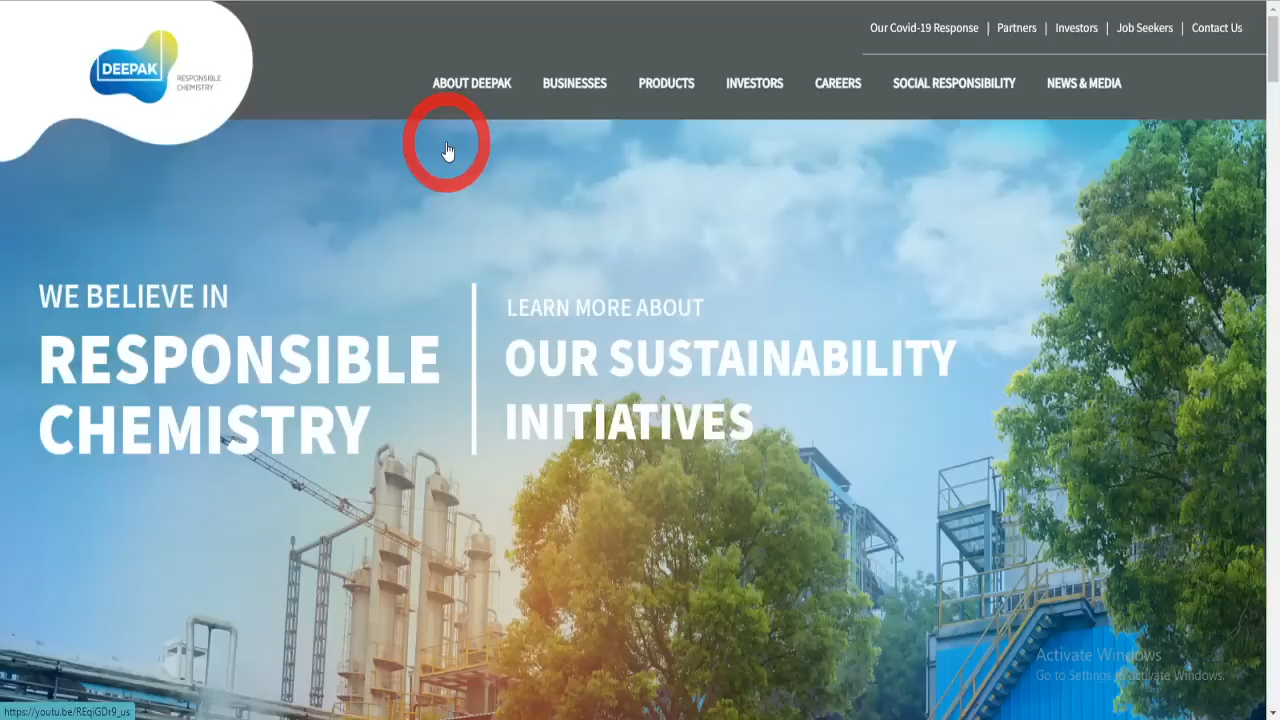 Our Covid-19 Response | Partners | Investors | Job Seekers | Contact Us
DEEPAK
RESPONSIBLE
CHEMISTRY
ABOUT DEEPAK BUSINESSES PRODUCTS INVESTORS CAREERS SOCIAL RESPONSIBILITY NEWS & MEDIA
WE BELIEVE IN
RESPONSIBLE
CHEMISTRY
LEARN MORE ABOUT
OUR SUSTAINABILITY
INITIATIVES
Activate Windows
Go to Settings to Activate Windows.
https://youtu.be/REqiGDr9_us